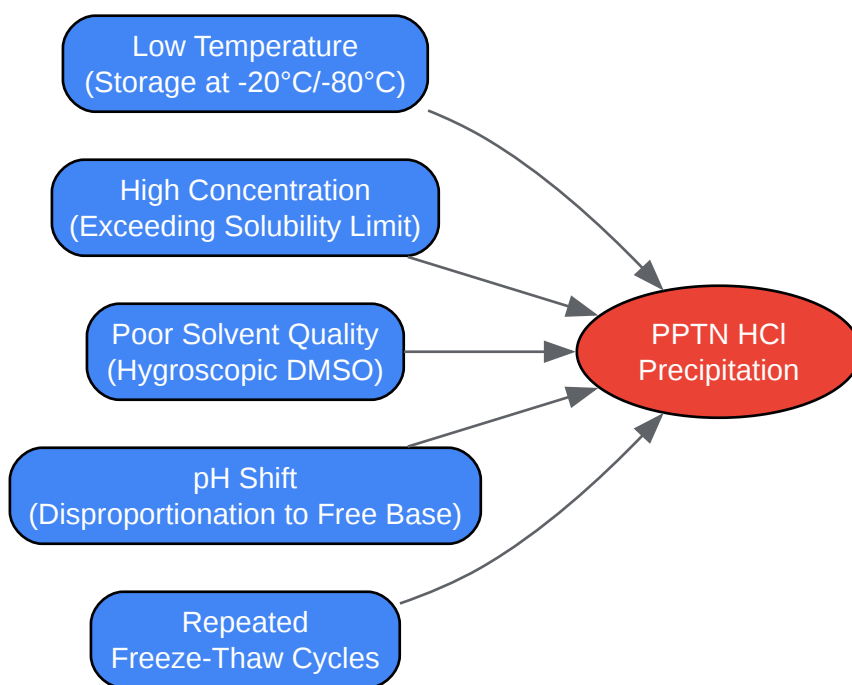 Low Temperature
(Storage at -20°C/-80°C)
High Concentration
(Exceeding Solubility Limit)
Poor Solvent Quality
(Hygroscopic DMSO)
PPTN HCl
Precipitation
pH Shift
(Disproportionation to Free Base)
Repeated
Freeze-Thaw Cycles